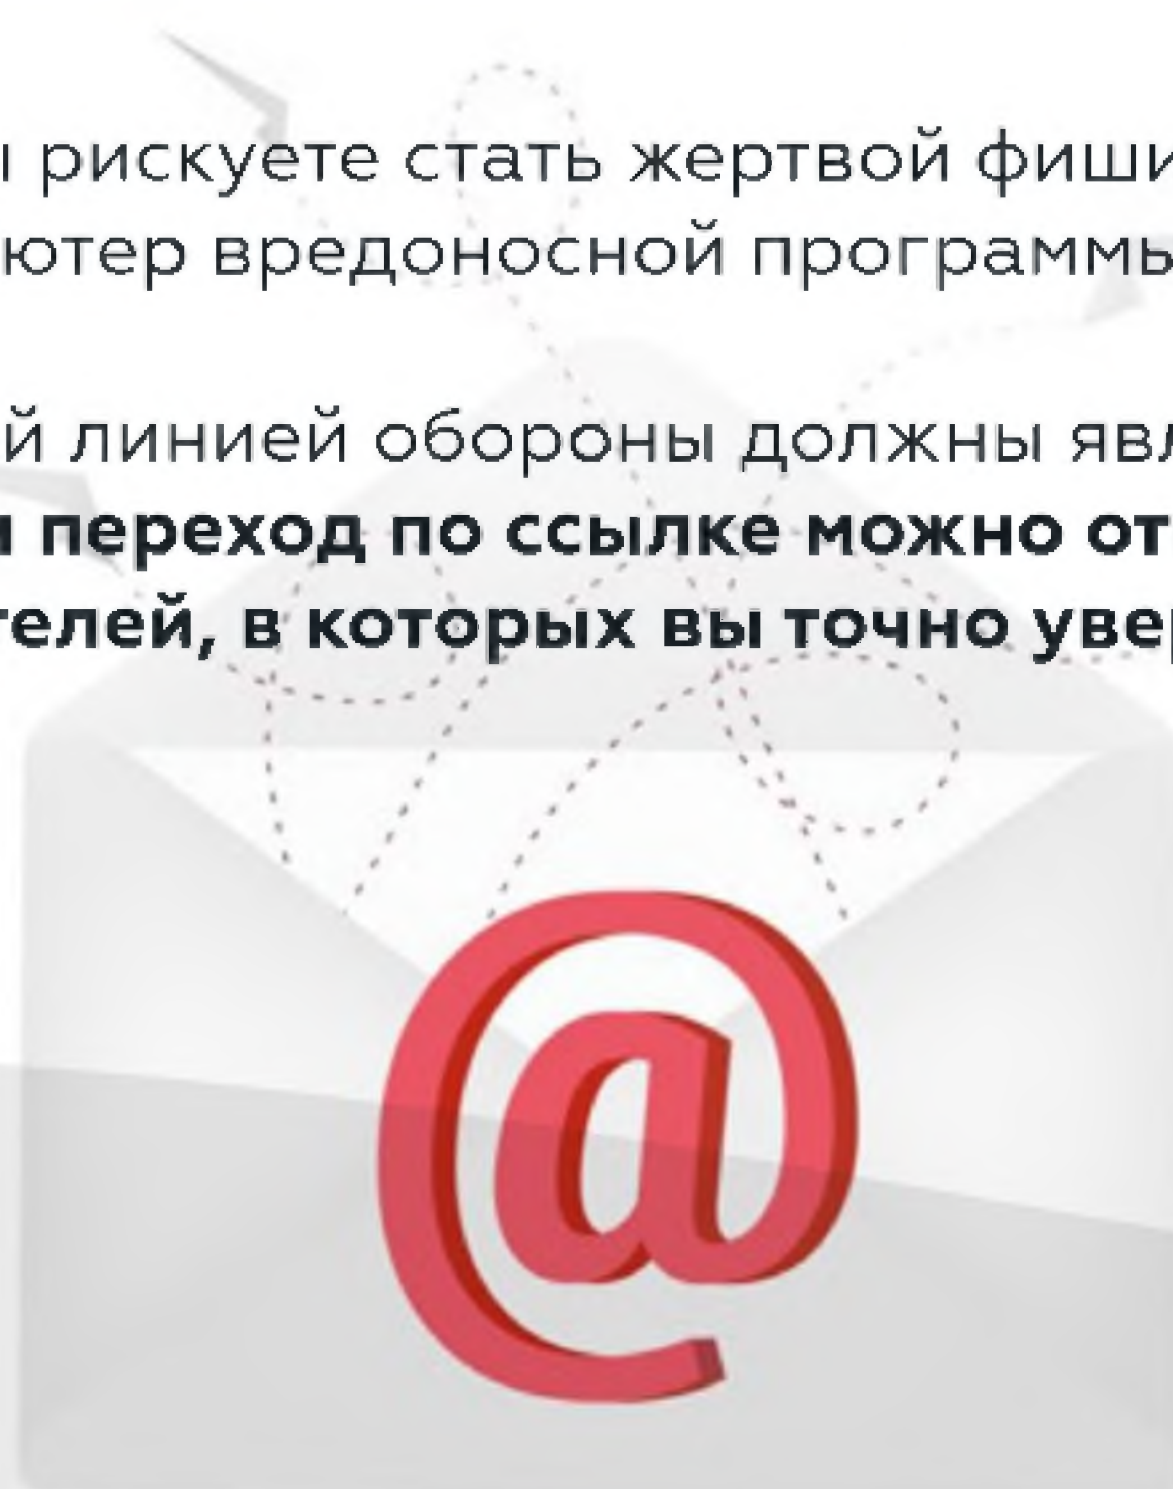 ы рискуете стать жертвой фиши
ютер вредоносной программы
й линией обороны должны явл
и переход по ссылке можно от
телей, в которых вы точно увер
@